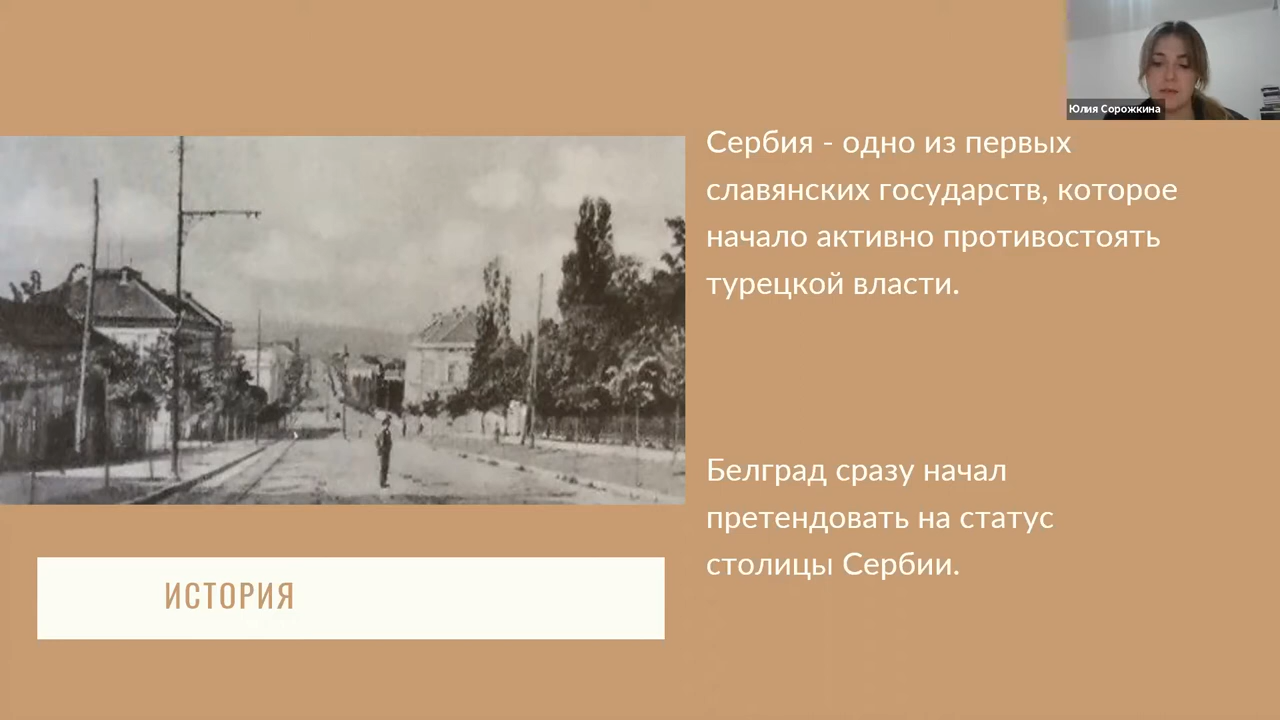 Юлия Сорожкина
Сербия - одно из первых
славянских государств, которое
начало активно противостоять
турецкой власти.
Белград сразу начал
претендовать на статус
столицы Сербии.
ИСТОРИЯ